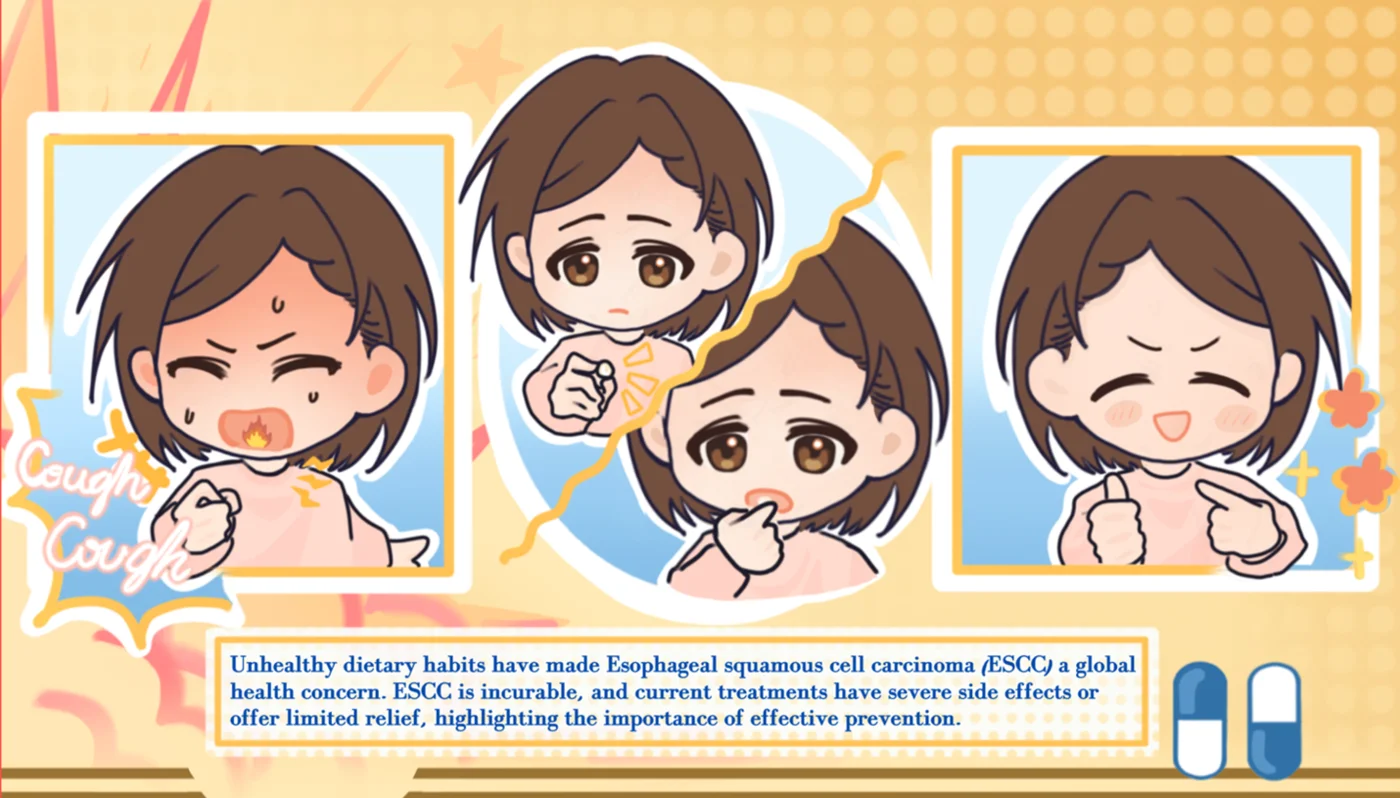 Cough
Cough
Unhealthy dietary habits have made Esophageal squamous cell carcinoma (ESCC) a global
health concern. ESCC is incurable, and current treatments have severe side effects or
offer limited relief, highlighting the importance of effective prevention.